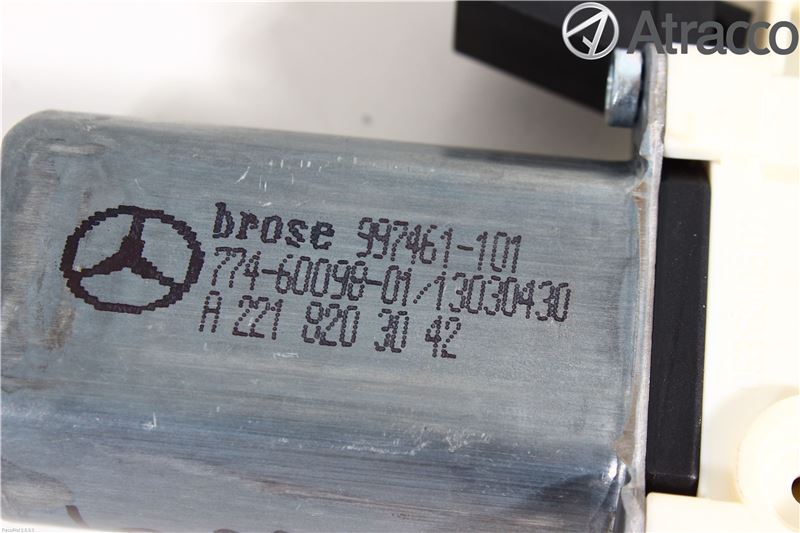 Atracco
brose 997461-101
774-60098-01/13030430
A 221 820 30 42